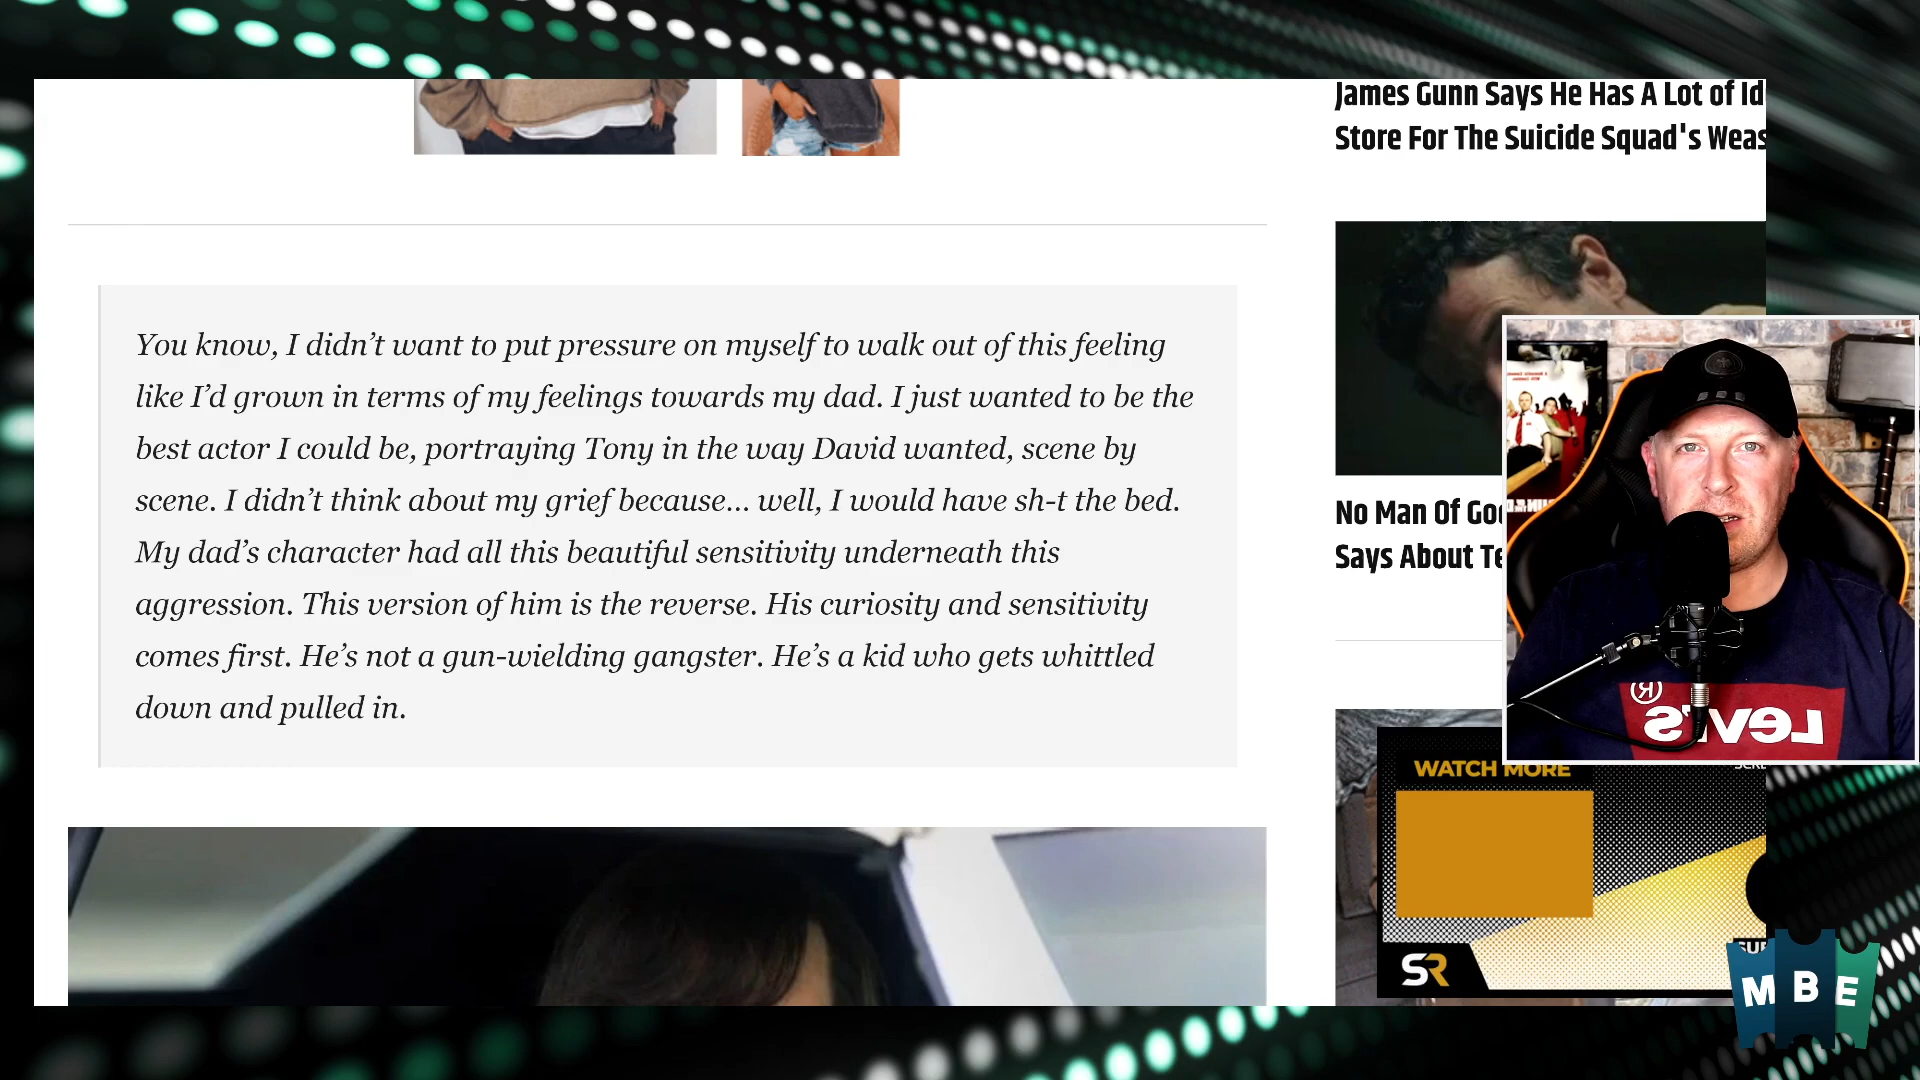 James Gunn Says He Has A Lot of Id
Store For The Suicide Squad's Weas
You know, I didn’t want to put pressure on myself to walk out of this feeling
like I’d grown in terms of my feelings towards my dad. I just wanted to be the
best actor I could be, portraying Tony in the way David wanted, scene by
scene. I didn’t think about my grief because… well, I would have sh-t the bed.
My dad’s character had all this beautiful sensitivity underneath this
aggression. This version of him is the reverse. His curiosity and sensitivity
comes first. He’s not a gun-wielding gangster. He’s a kid who gets whittled
down and pulled in.
No Man Of Go
Says About Te
Levi's
®
WATCH MORE
SCRE
SR
SUB
MBE